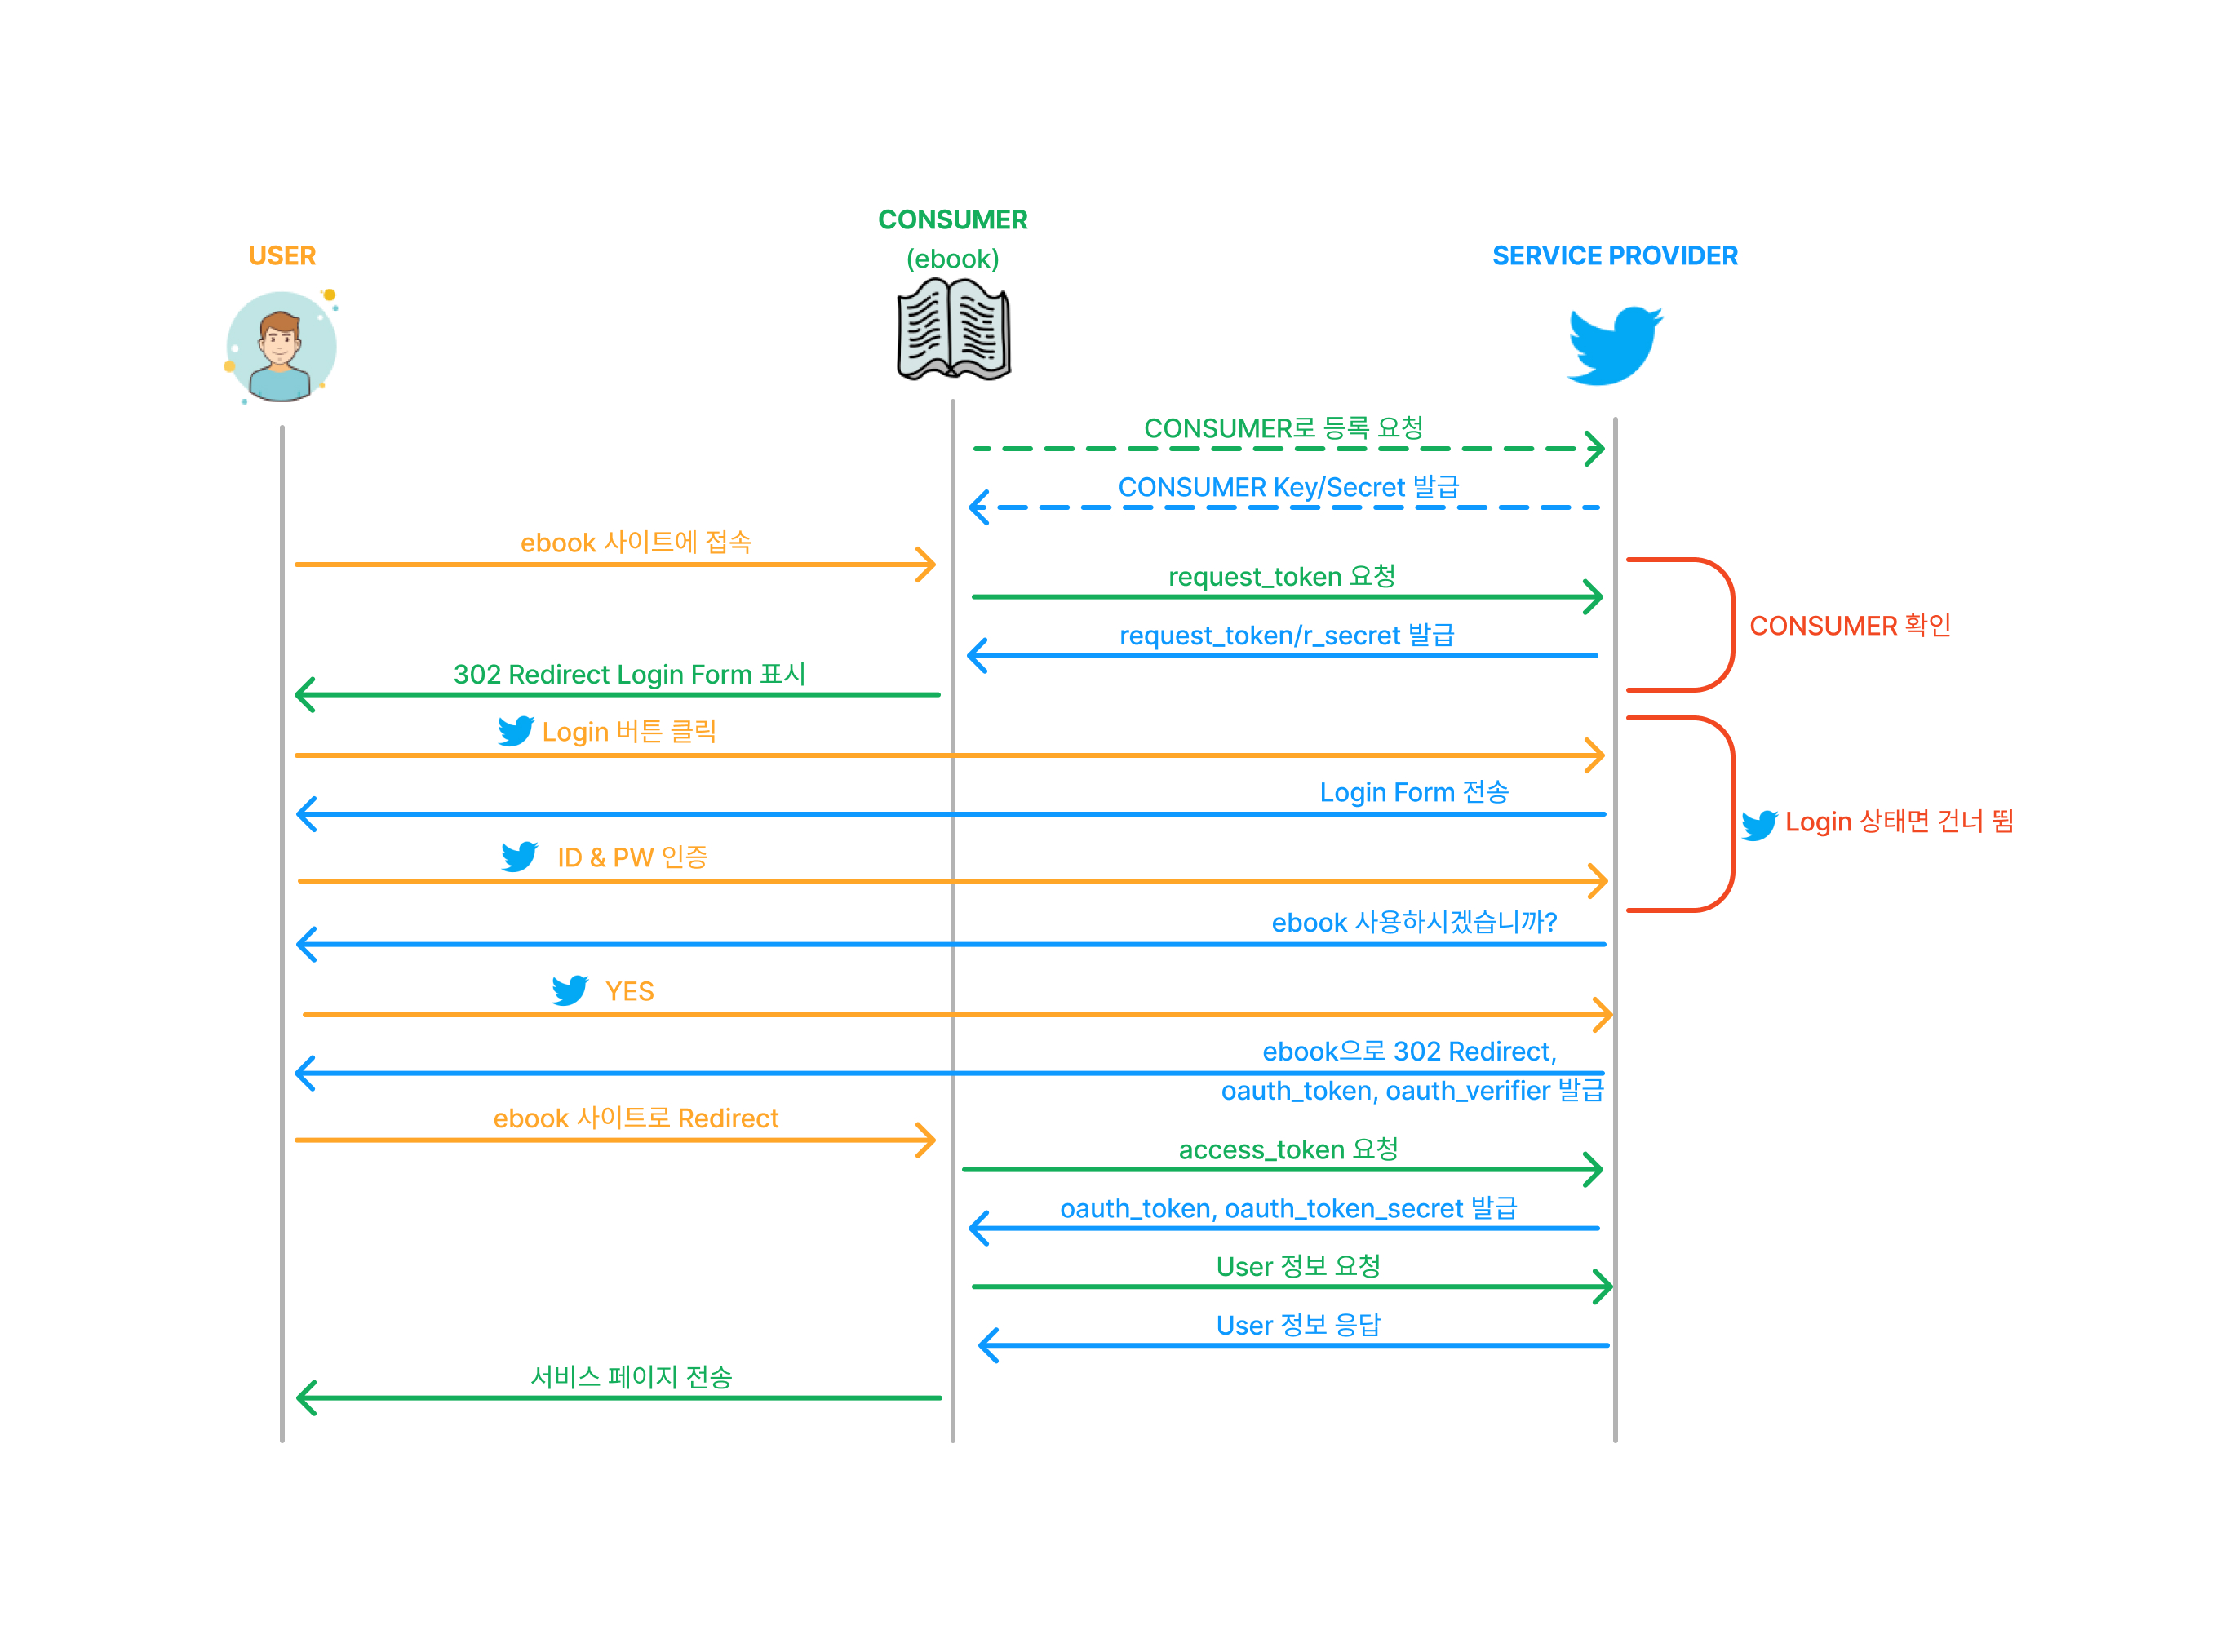 USER
CONSUMER
(ebook)
SERVICE PROVIDER
CONSUMER로 등록 요청
CONSUMER Key/Secret 발급
ebook 사이트에 접속
request_token 요청
CONSUMER 확인
request_token/r_secret 발급
302 Redirect Login Form 표시
Login 버튼 클릭
Login Form 전송
Login 상태면 건너 뜀
ID & PW 인증
ebook 사용하시겠습니까?
YES
ebook으로 302 Redirect,
oauth_token, oauth_verifier 발급
ebook 사이트로 Redirect
access_token 요청
oauth_token, oauth_token_secret 발급
User 정보 요청
User 정보 응답
서비스 페이지 전송